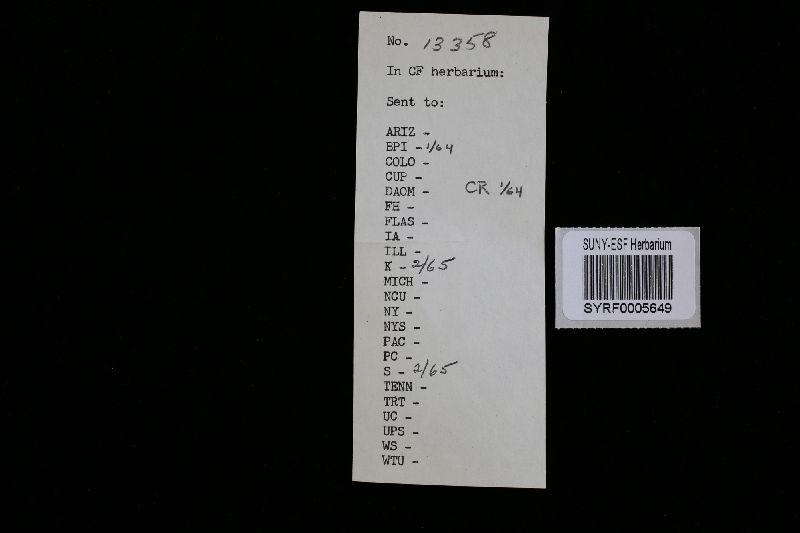 No. 13358
In CF herbarium:
Sent to:
ARIZ -
BPI - 1/64
COLO -
CUP -
DAOM - CR 1/64
FH -
FLAS -
IA -
ILL -
K - 2/65
MICH -
NCU -
NY -
NYS -
PAC -
PC -
S - 2/65
TENN -
TRT -
UC -
UPS -
WS -
WTU -
SUNY-ESF Herbarium
SYRF0005649